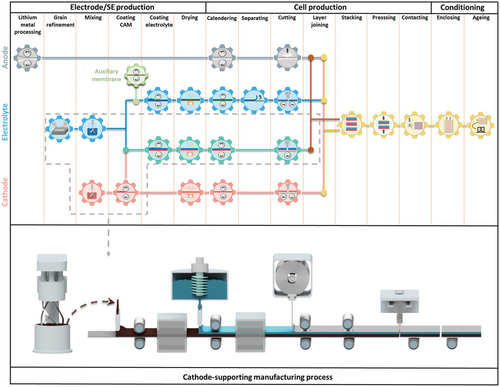 Electrode/SE production
Cell production
Conditioning
Lithium metal processing
Grain refinement
Mixing
Coating CAM
Coating electrolyte
Drying
Calendering
Separating
Cutting
Layer joining
Stacking
Presssing
Contacting
Enclosing
Ageing
Anode
Auxiliary
membrane
Electrolyte
Cathode
Cathode-supporting manufacturing process